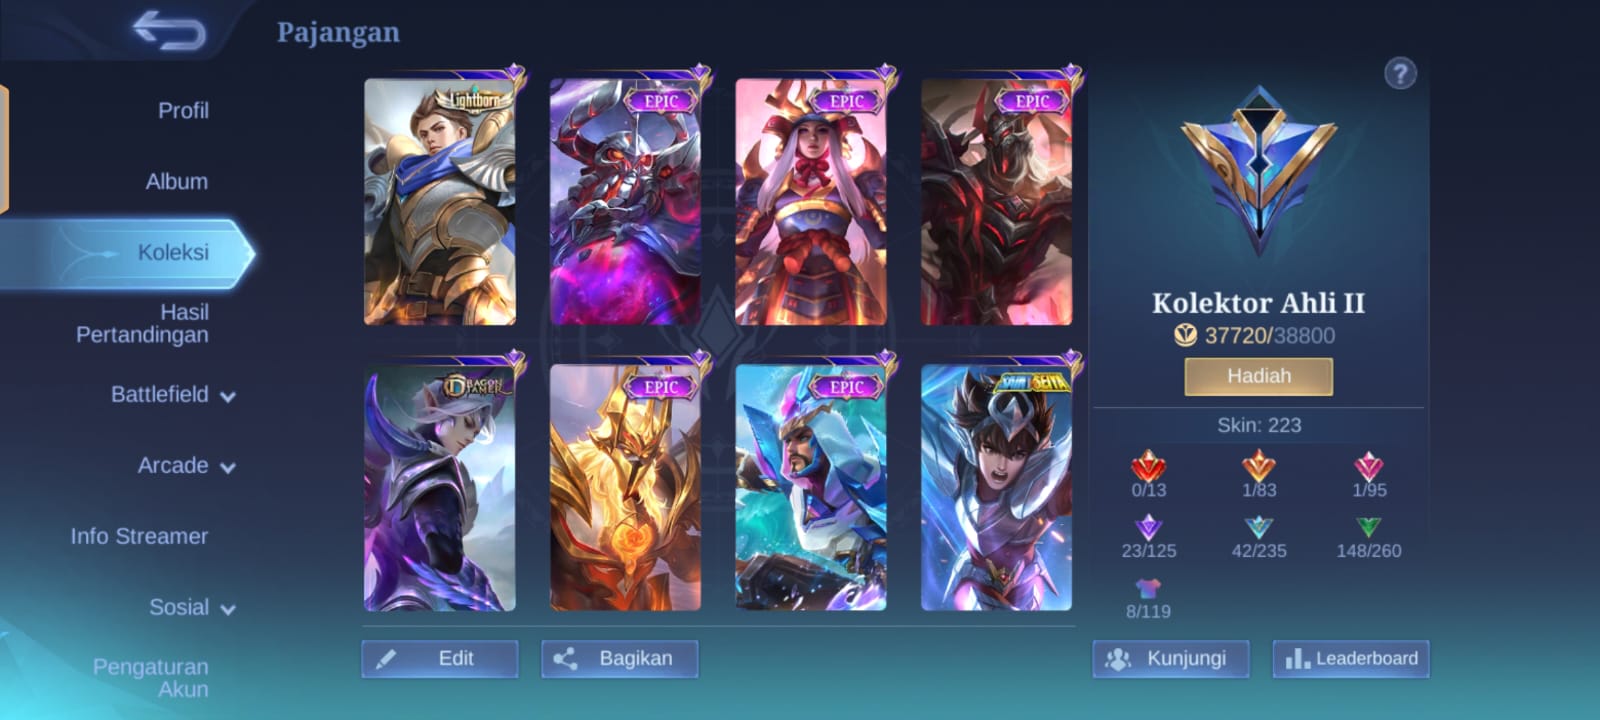 Pajangan
Profil
Album
Koleksi
Hasil
Pertandingan
Battlefield
Arcade
Info Streamer
Sosial
Pengaturan
Akun
Lightborn
EPIC
EPIC
EPIC
DRAGON
TAMER
EPIC
EPIC
SAINT SEIYA
Edit
Bagikan
?
Kolektor Ahli II
37720/38800
Hadiah
Skin: 223
0/13
1/83
1/95
23/125
42/235
148/260
8/119
Kunjungi
Leaderboard